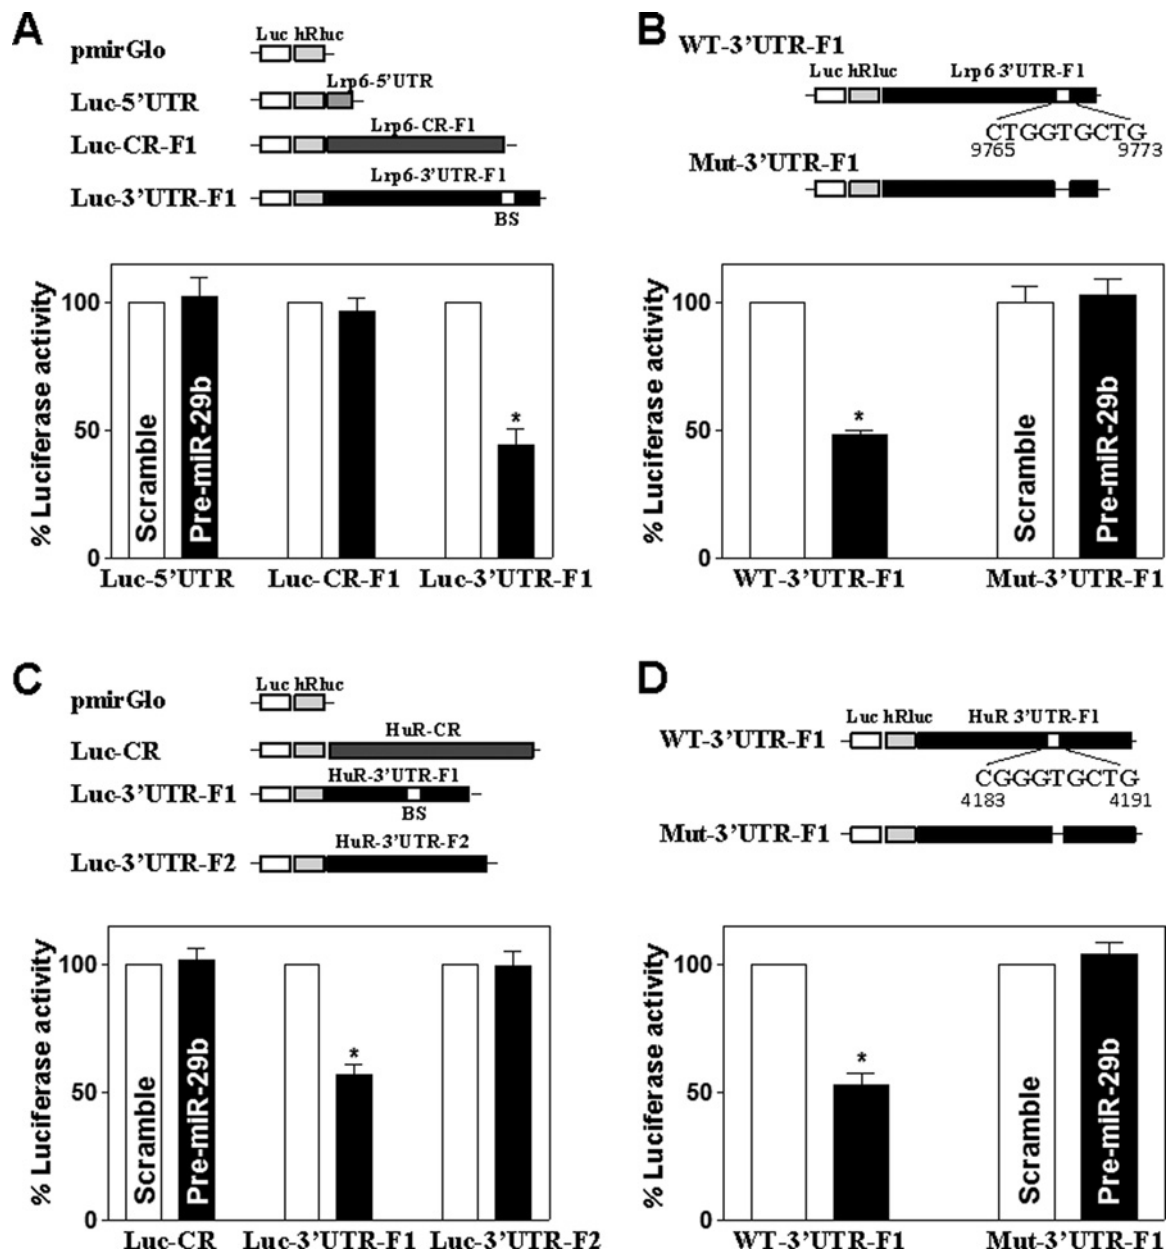 A
Luc hRluc
pmirGlo
Lrp6-5’UTR
Luc-5’UTR
Lrp6-CR-F1
Luc-CR-F1
Lrp6-3’UTR-F1
Luc-3’UTR-F1
BS
% Luciferase activity
100
50
0
Scramble
Pre-miR-29b
*
Luc-5’UTR Luc-CR-F1 Luc-3’UTR-F1
B
WT-3’UTR-F1
Luc hRluc Lrp6 3’UTR-F1
CTGGTGCTG
9765 9773
Mut-3’UTR-F1
% Luciferase activity
100
50
0
*
Scramble
Pre-miR-29b
WT-3’UTR-F1 Mut-3’UTR-F1
C
Luc hRluc
pmirGlo
HuR-CR
Luc-CR
HuR-3’UTR-F1
Luc-3’UTR-F1
BS
HuR-3’UTR-F2
Luc-3’UTR-F2
% Luciferase activity
100
50
0
Scramble
Pre-miR-29b
*
Luc-CR Luc-3’UTR-F1 Luc-3’UTR-F2
D
Luc hRluc HuR 3’UTR-F1
WT-3’UTR-F1
CGGGTGCTG
4183 4191
Mut-3’UTR-F1
% Luciferase activity
100
50
0
*
Scramble
Pre-miR-29b
WT-3’UTR-F1 Mut-3’UTR-F1